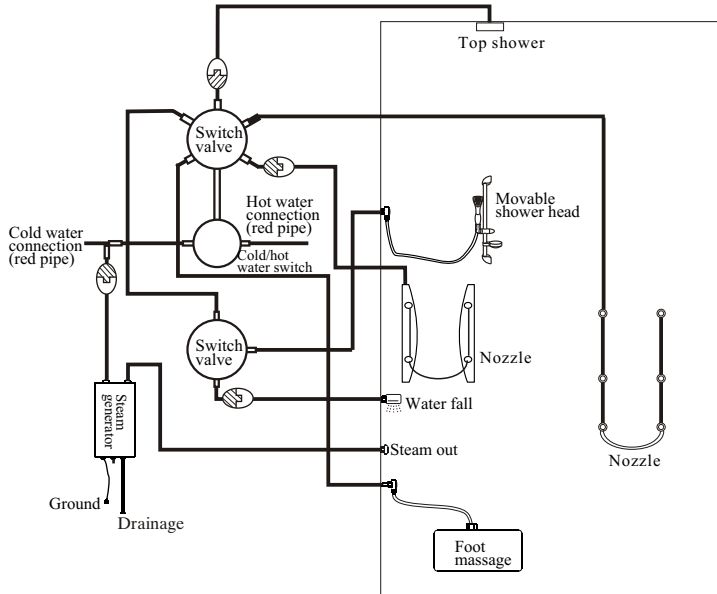 Top shower
Switch
valve
Hot water
connection
(red pipe)
Movable
shower head
Cold water
connection
(red pipe)
Cold/hot
water switch
Switch
valve
Nozzle
Water fall
Steam
generator
Steam out
Nozzle
Ground
Drainage
Foot
massage